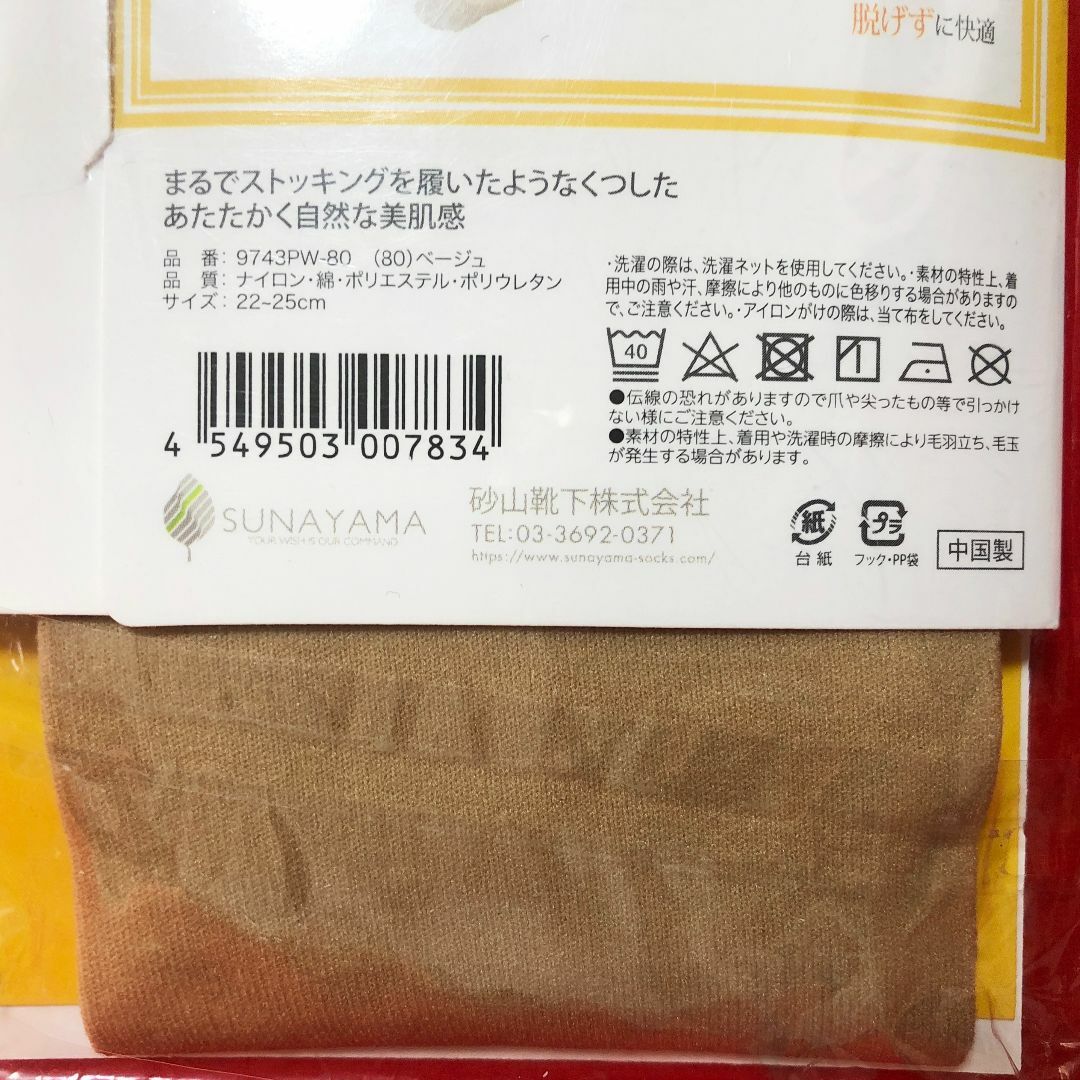 脱げずに快適
まるでストッキングを履いたようなくつした
あたたかく自然な美肌感
品 番：9743PW-80 (80)ベージュ
品 質：ナイロン・綿・ポリエステル・ポリウレタン
サイズ：22~25cm
・洗濯の際は、洗濯ネットを使用してください。・素材の特性上、着
用中の雨や汗、摩擦により他のものに色移りする場合がありますの
で、ご注意ください。・アイロンがけの際は、当て布をしてください。
40
●伝線の恐れがありますので爪や尖ったもの等で引っかけ
ない様にご注意ください。
●素材の特性上、着用や洗濯時の摩擦により毛羽立ち、毛玉
が発生する場合があります。
4 549503 007834
SUNAYAMA
YOUR WISH IS OUR COMMAND
砂山靴下株式会社
TEL:03-3692-0371
https://www.sunayama-socks.com/
紙
台紙
プラ
フック・PP袋
中国製